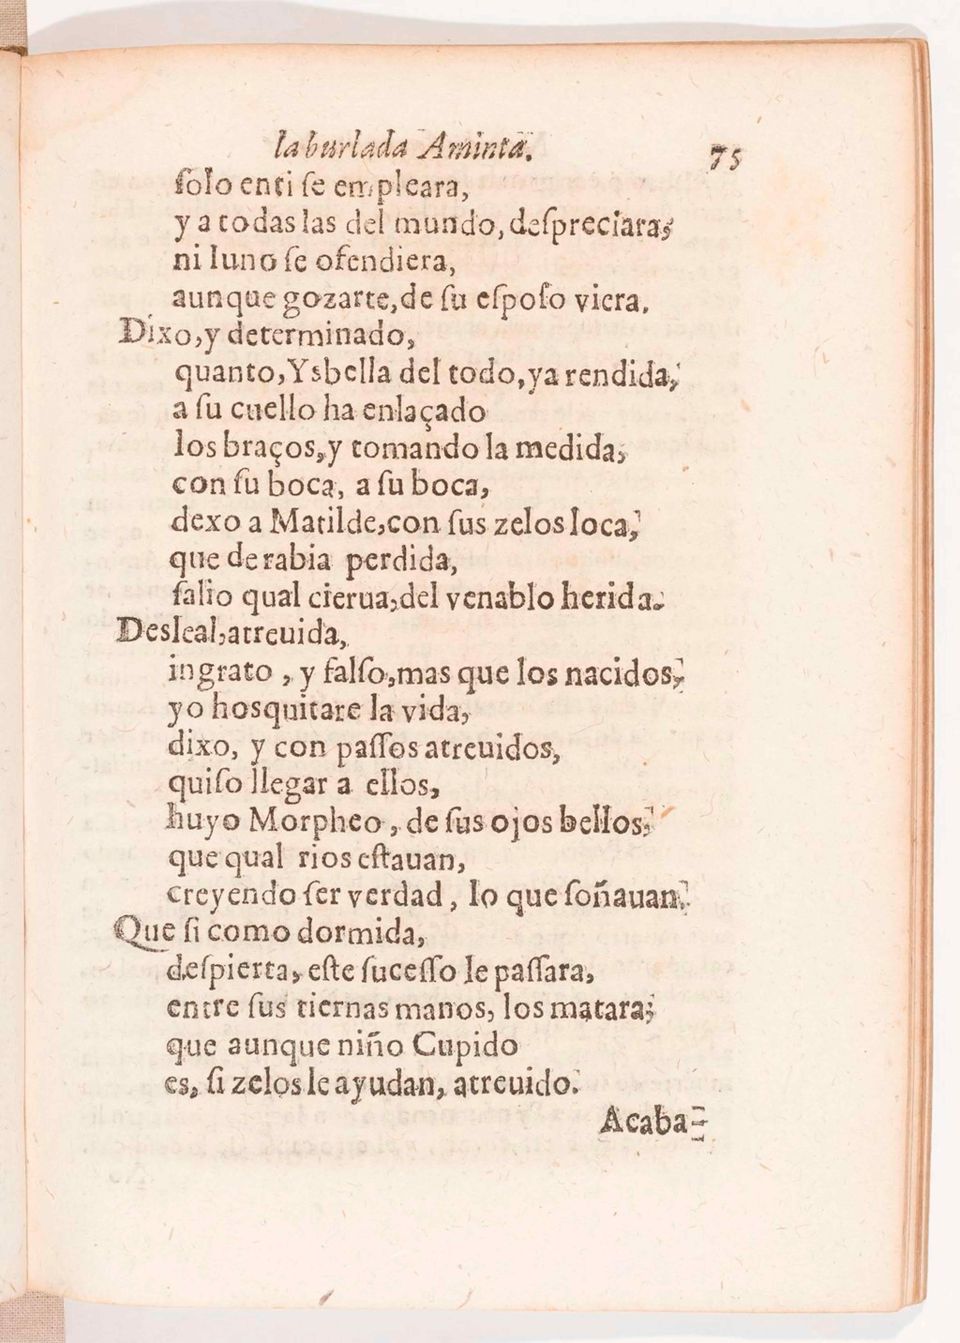 la burlada Aminta. 75
ſolo enti ſe empleara,
y a todas las del mundo, deſpreciara;
ni Iuno ſe ofendiera,
aunque gozarte, de ſu eſpoſo viera.
Dixo, y determinado,
quanto, Ysbella del todo, ya rendida,
a ſu cuello ha enlaçado
los braços, y tomando la medida,
con ſu boca, a ſu boca,
dexo a Matilde, con ſus zelos loca,
que de rabia perdida,
ſalio qual cierua, del venablo herida.
Desleal, atreuida,
ingrato, y falſo, mas que los nacidos,
yo hosquitare la vida,
dixo, y con paſſos atreuidos,
quiſo llegar a ellos,
huyo Morpheo, de ſus ojos bellos,
que qual rios eſtauan,
creyendo ſer verdad, lo que ſoñauan.
Que ſi como dormida,
deſpierta, eſte ſuceſſo le paſſara,
entre ſus tiernas manos, los matara;
que aunque niño Cupido
es, ſi zelos le ayudan, atreuido.
Acaba-